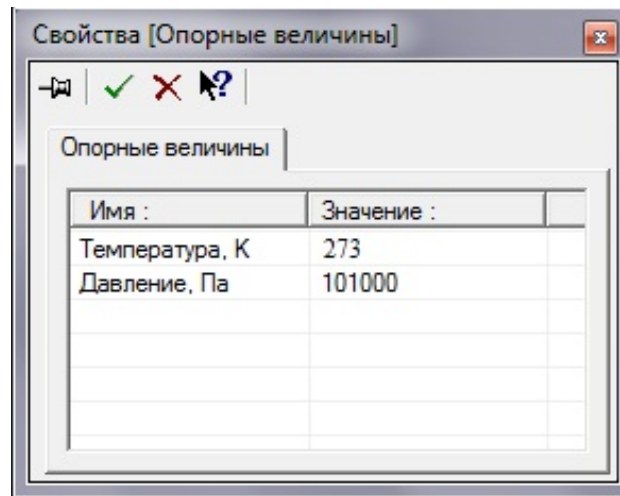 Свойства [Опорные величины]
Опорные величины
Имя : Значение :
Температура, К 273
Давление, Па 101000